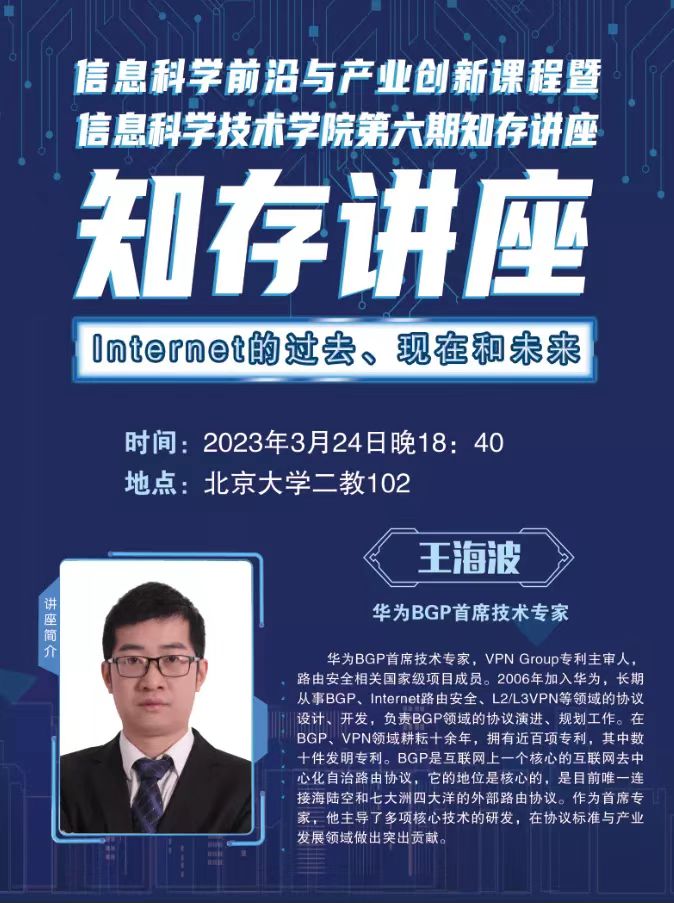 信息科学前沿与产业创新课程暨
信息科学技术学院第六期知存讲座
知存讲座
Internet的过去、现在和未来
时间：2023年3月24日晚18：40
地点：北京大学二教102
讲座简介
王海波
华为BGP首席技术专家
华为BGP首席技术专家，VPN Group专利主审人，
路由安全相关国家级项目成员。2006年加入华为，长期
从事BGP、Internet路由安全、L2/L3VPN等领域的协议
设计、开发，负责BGP领域的协议演进、规划工作。在
BGP、VPN领域耕耘十余年，拥有近百项专利，其中数
十件发明专利。BGP是互联网上一个核心的互联网去中
心化自治路由协议，它的地位是核心的，是目前唯一连
接海陆空和七大洲四大洋的外部路由协议。作为首席专
家，他主导了多项核心技术的研发，在协议标准与产业
发展领域做出突出贡献。